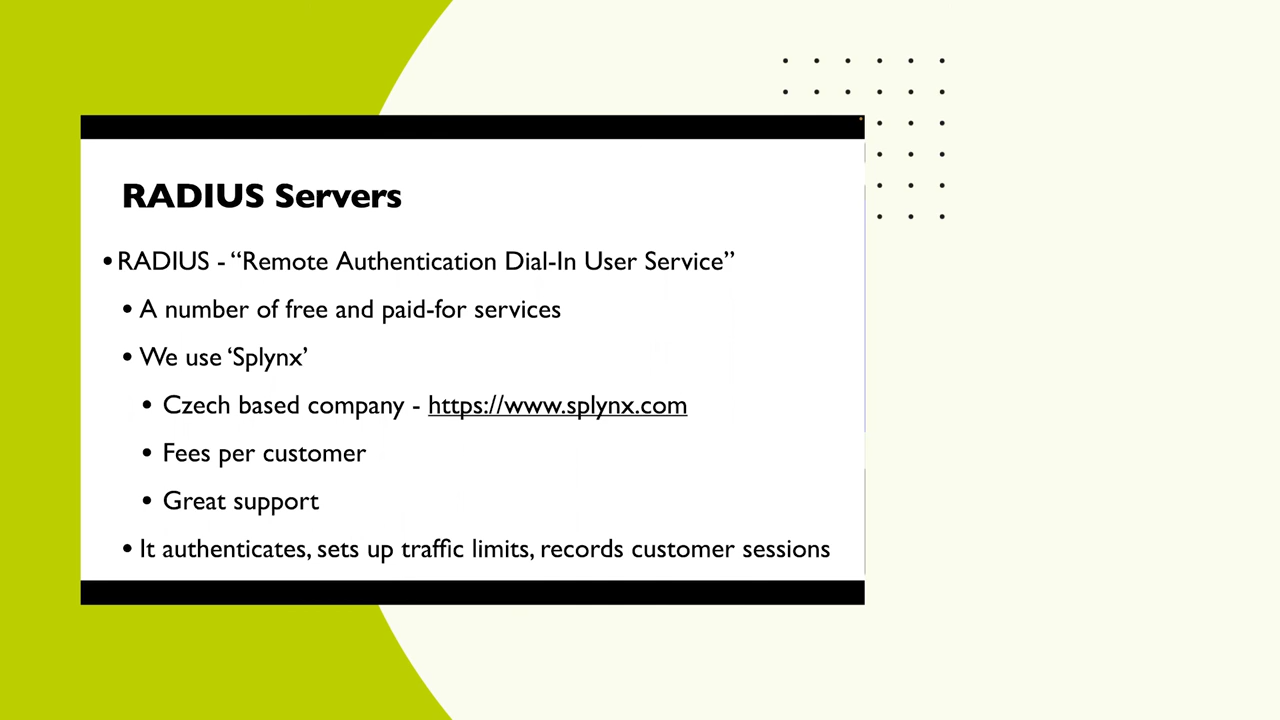 RADIUS Servers
• RADIUS - “Remote Authentication Dial-In User Service”
• A number of free and paid-for services
• We use ‘Splynx’
• Czech based company - https://www.splynx.com
• Fees per customer
• Great support
• It authenticates, sets up traffic limits, records customer sessions